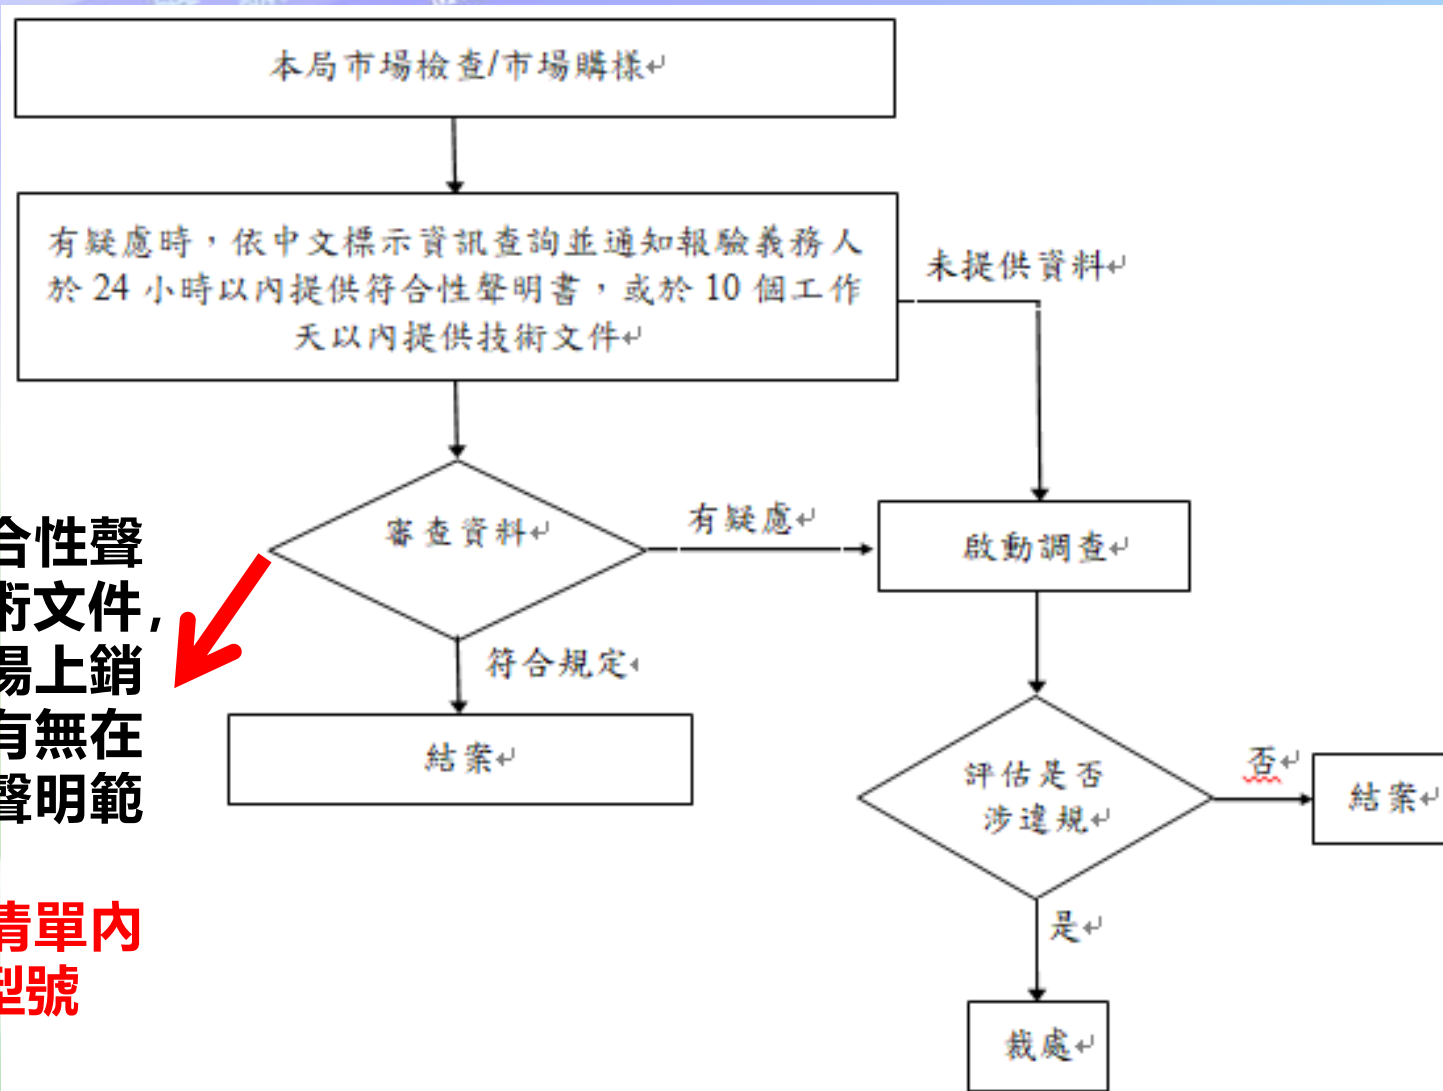 本局市場檢查/市場購樣
有疑慮時，依中文標示資訊查詢並通知報驗義務人
於 24 小時以內提供符合性聲明書，或於 10 個工作
天以內提供技術文件
未提供資料
審查資料
有疑慮
啟動調查
符合規定
結案
評估是否
涉違規
否
結案
是
裁處
合性聲
術文件，
場上銷
有無在
聲明範
清單內
型號